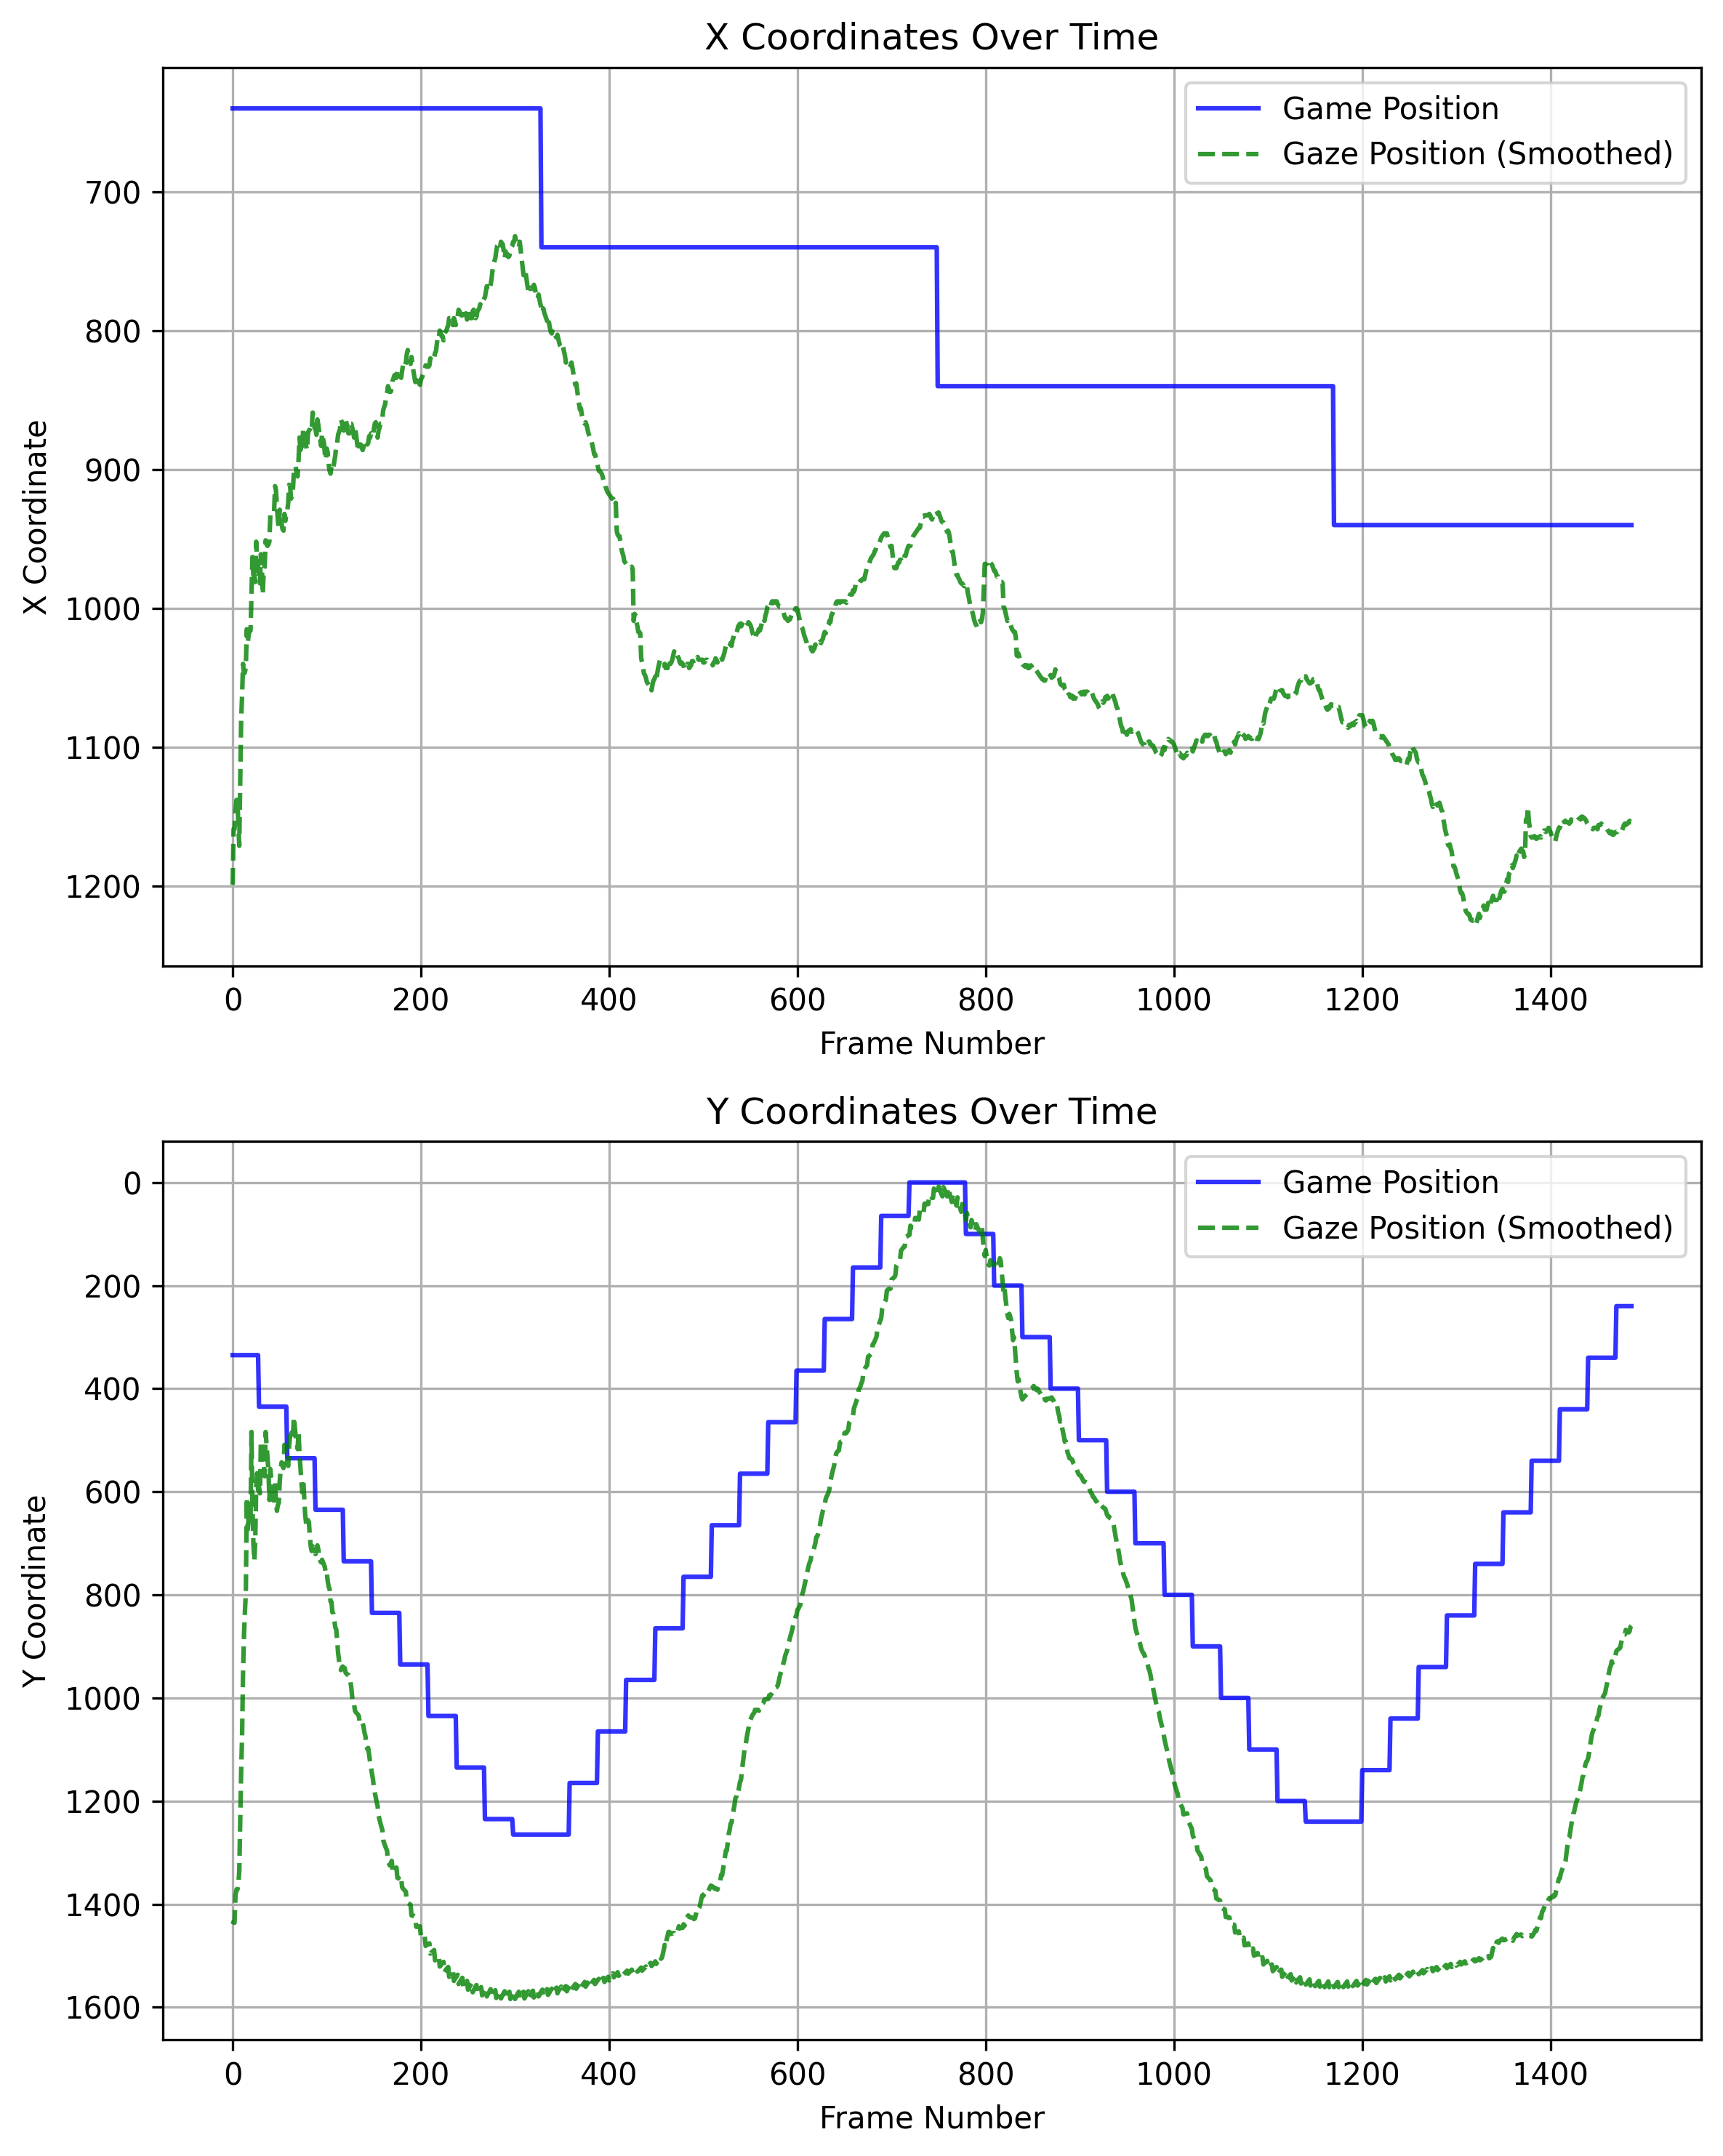 X Coordinates Over Time
Game Position
Gaze Position (Smoothed)
X Coordinate
700
800
900
1000
1100
1200
0 200 400 600 800 1000 1200 1400
Frame Number
Y Coordinates Over Time
Game Position
Gaze Position (Smoothed)
Y Coordinate
0
200
400
600
800
1000
1200
1400
1600
0 200 400 600 800 1000 1200 1400
Frame Number